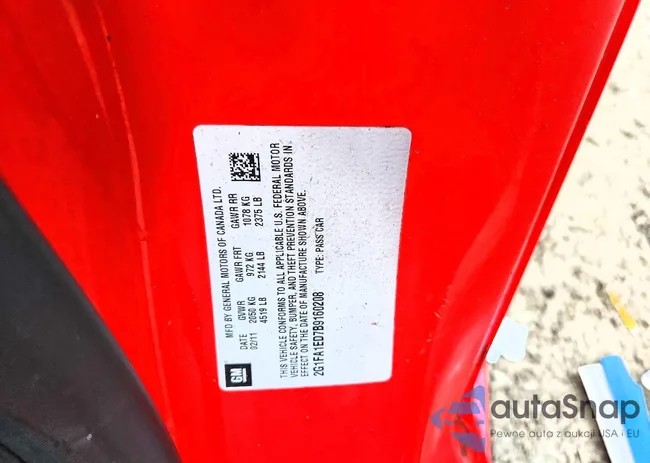 MFD BY GENERAL MOTORS OF CANADA LTD.
DATE GVWR GAWR FRT GAWR RR
02/11 2050 KG 972 KG 1078 KG
4519 LB 2144 LB 2375 LB
THIS VEHICLE CONFORMS TO ALL APPLICABLE U.S. FEDERAL MOTOR
VEHICLE SAFETY, BUMPER, AND THEFT PREVENTION STANDARDS IN
EFFECT ON THE DATE OF MANUFACTURE SHOWN ABOVE.
2G1FA1ED7B9160208 TYPE: PASS CAR
GM
autaSnap
Pewne auta z aukcji USA i EU